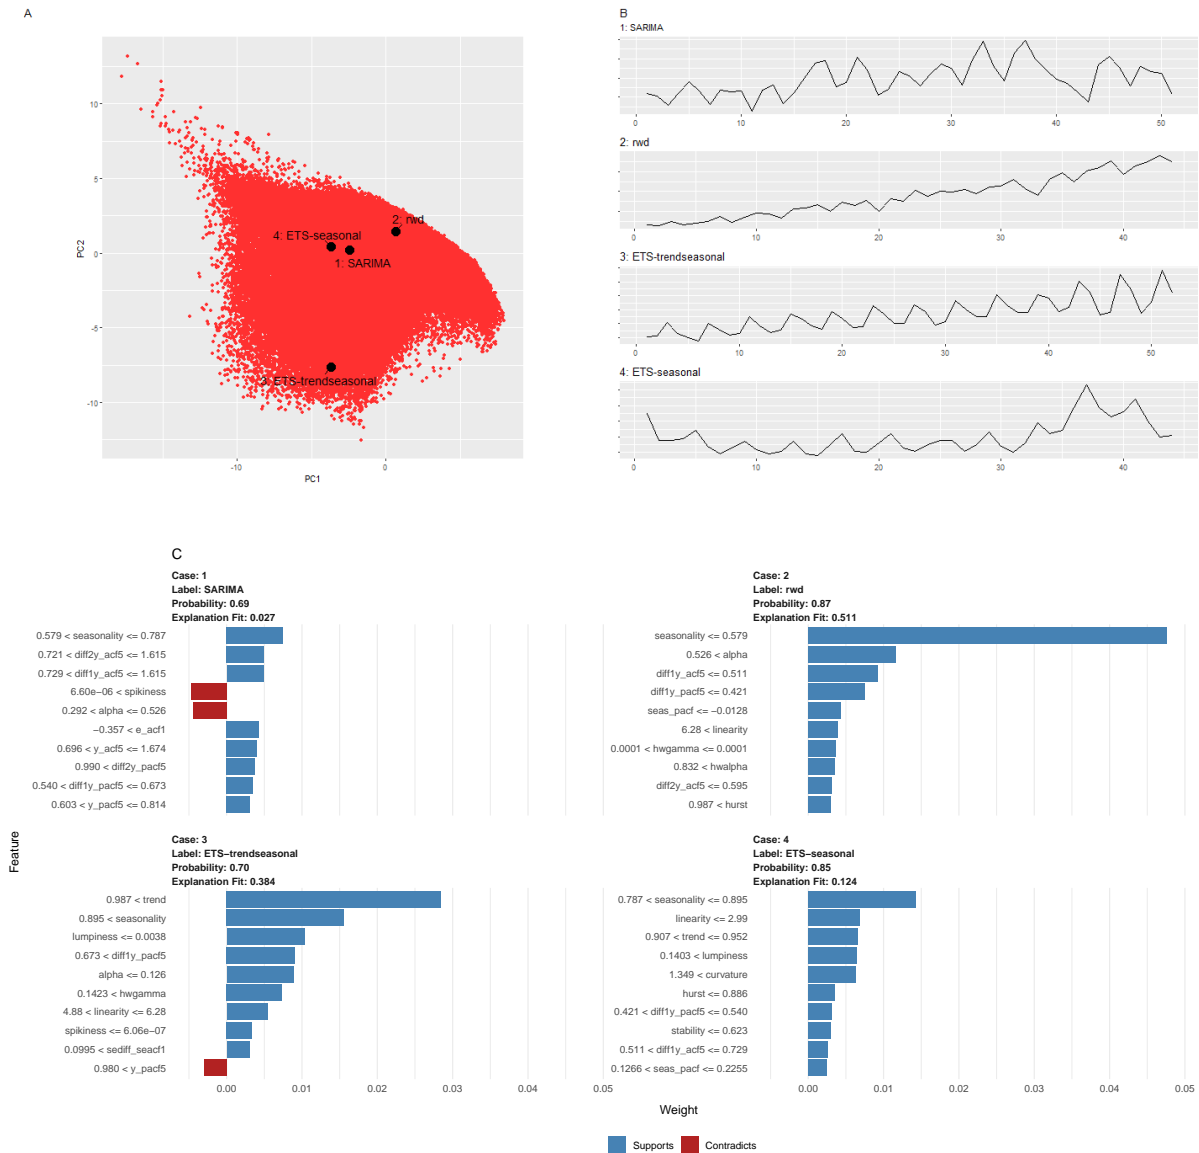 A
10
5
0
-5
-10
-10
0
PC1
PC2
2: rwd
4: ETS-seasonal
1: SARIMA
3: ETS-trendseasonal
B
1: SARIMA
0 10 20 30 40 50
2: rwd
0 10 20 30 40
3: ETS-trendseasonal
0 10 20 30 40 50
4: ETS-seasonal
0 10 20 30 40
C
Case: 1
Label: SARIMA
Probability: 0.69
Explanation Fit: 0.027
0.579 < seasonality <= 0.787
0.721 < diff2y_acf5 <= 1.615
0.729 < diff1y_acf5 <= 1.615
6.60e−06 < spikiness
0.292 < alpha <= 0.526
−0.357 < e_acf1
0.696 < y_acf5 <= 1.674
0.990 < diff2y_pacf5
0.540 < diff1y_pacf5 <= 0.673
0.603 < y_pacf5 <= 0.814
Case: 2
Label: rwd
Probability: 0.87
Explanation Fit: 0.511
seasonality <= 0.579
0.526 < alpha
diff1y_acf5 <= 0.511
diff1y_pacf5 <= 0.421
seas_pacf <= −0.0128
6.28 < linearity
0.0001 < hwgamma <= 0.0001
0.832 < hwalpha
diff2y_acf5 <= 0.595
0.987 < hurst
Feature
Case: 3
Label: ETS−trendseasonal
Probability: 0.70
Explanation Fit: 0.384
0.987 < trend
0.895 < seasonality
lumpiness <= 0.0038
0.673 < diff1y_pacf5
alpha <= 0.126
0.1423 < hwgamma
4.88 < linearity <= 6.28
spikiness <= 6.06e−07
0.0995 < sediff_seacf1
0.980 < y_pacf5
0.00 0.01 0.02 0.03 0.04 0.05
Case: 4
Label: ETS−seasonal
Probability: 0.85
Explanation Fit: 0.124
0.787 < seasonality <= 0.895
linearity <= 2.99
0.907 < trend <= 0.952
0.1403 < lumpiness
1.349 < curvature
hurst <= 0.886
0.421 < diff1y_pacf5 <= 0.540
stability <= 0.623
0.511 < diff1y_acf5 <= 0.729
0.1266 < seas_pacf <= 0.2255
0.00 0.01 0.02 0.03 0.04 0.05
Weight
Supports Contradicts